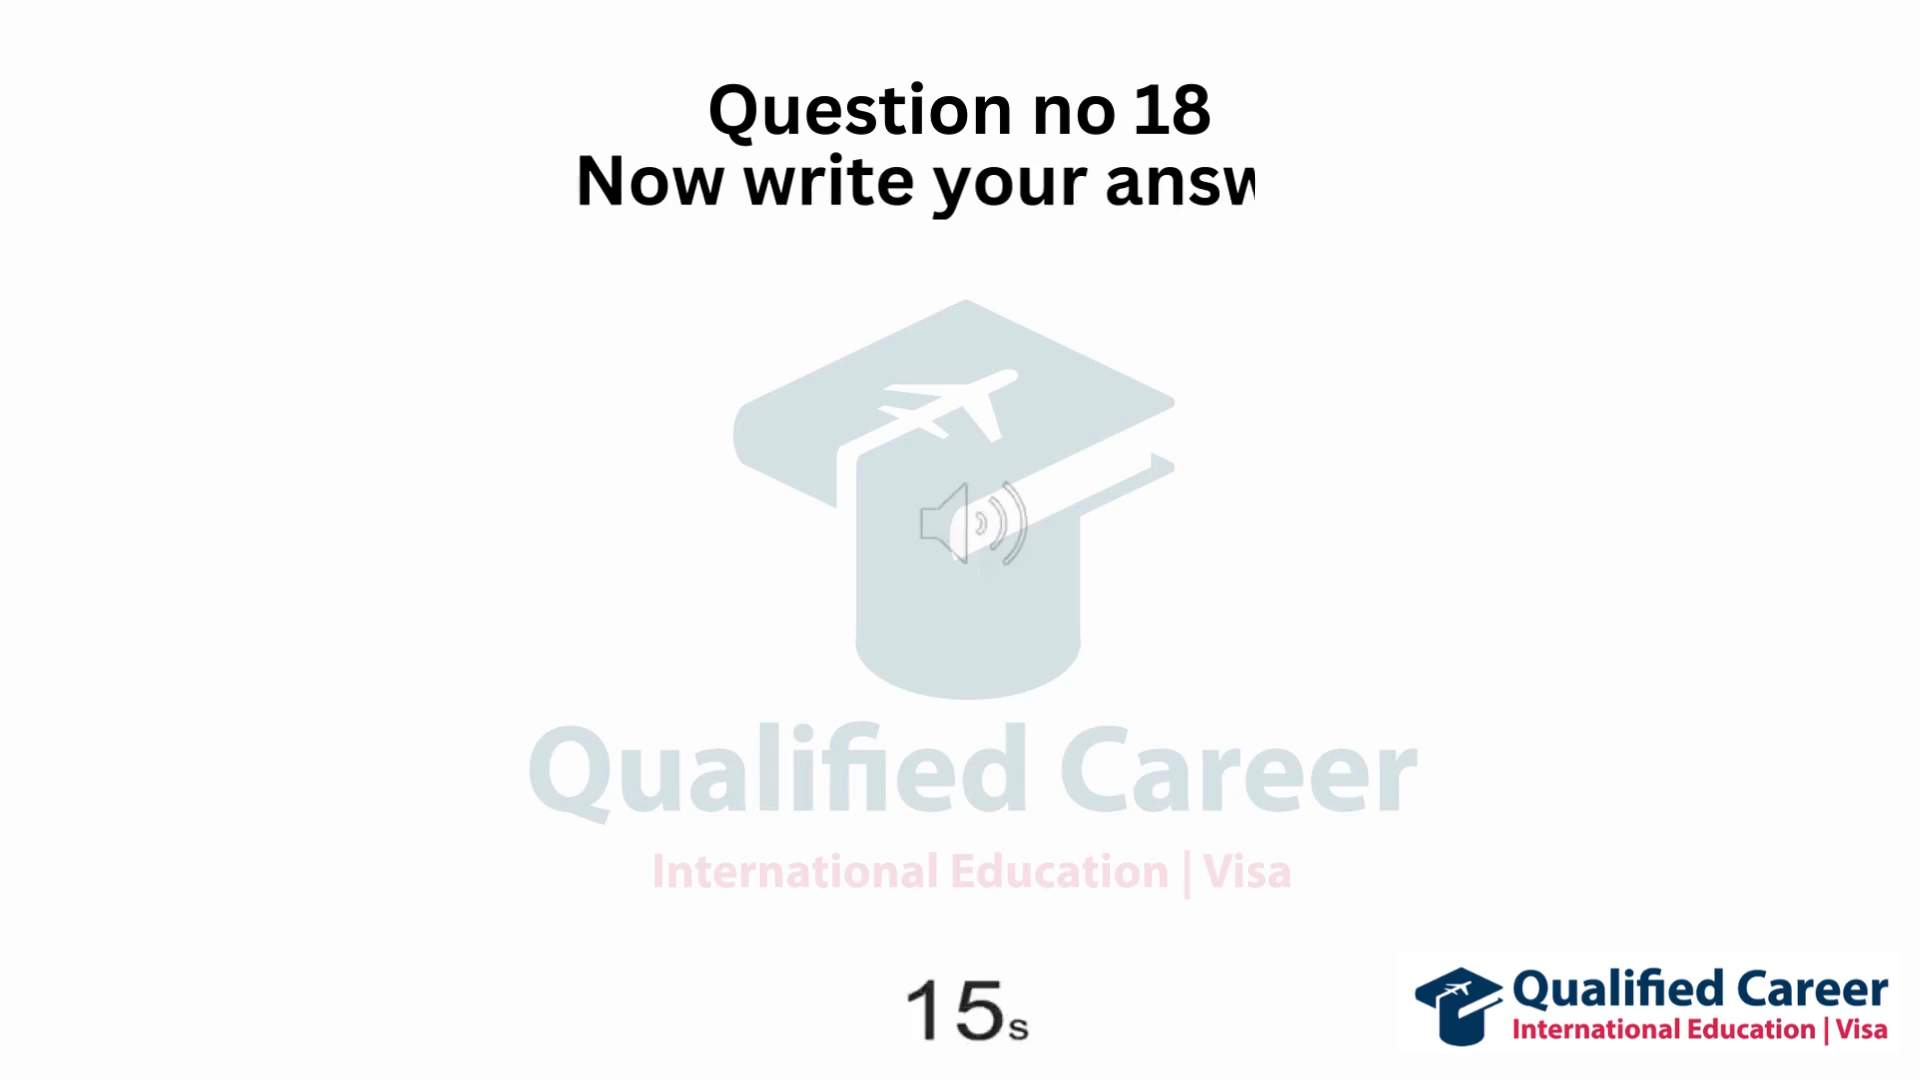 Question no 18
Now write your answ
Qualified Career
International Education | Visa
15s
Qualified Career
International Education | Visa